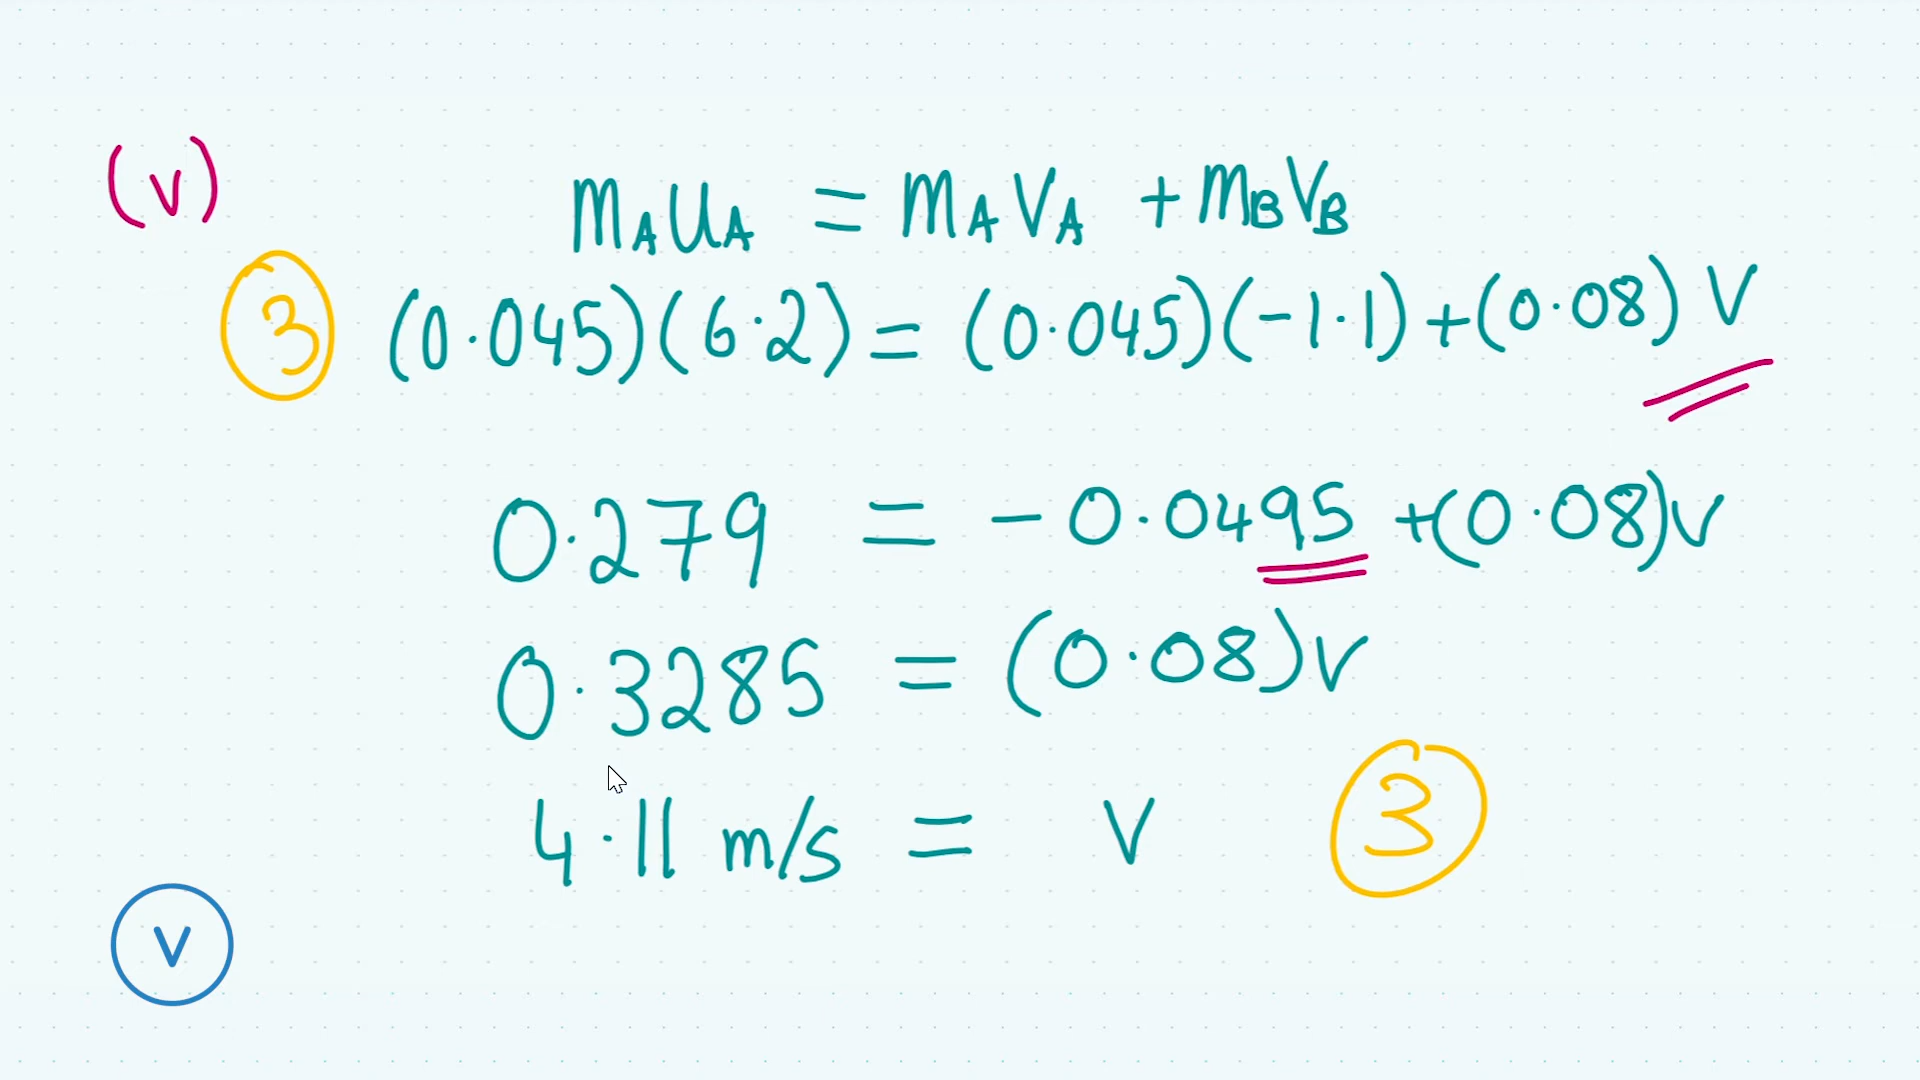 (v)
mAuA = mAvA + mBvB
3 (0·045)(6·2) = (0·045)(-1·1) + (0·08) v
0·279 = -0·0495 + (0·08)v
0·3285 = (0·08)v
4·11 m/s = v 3
v